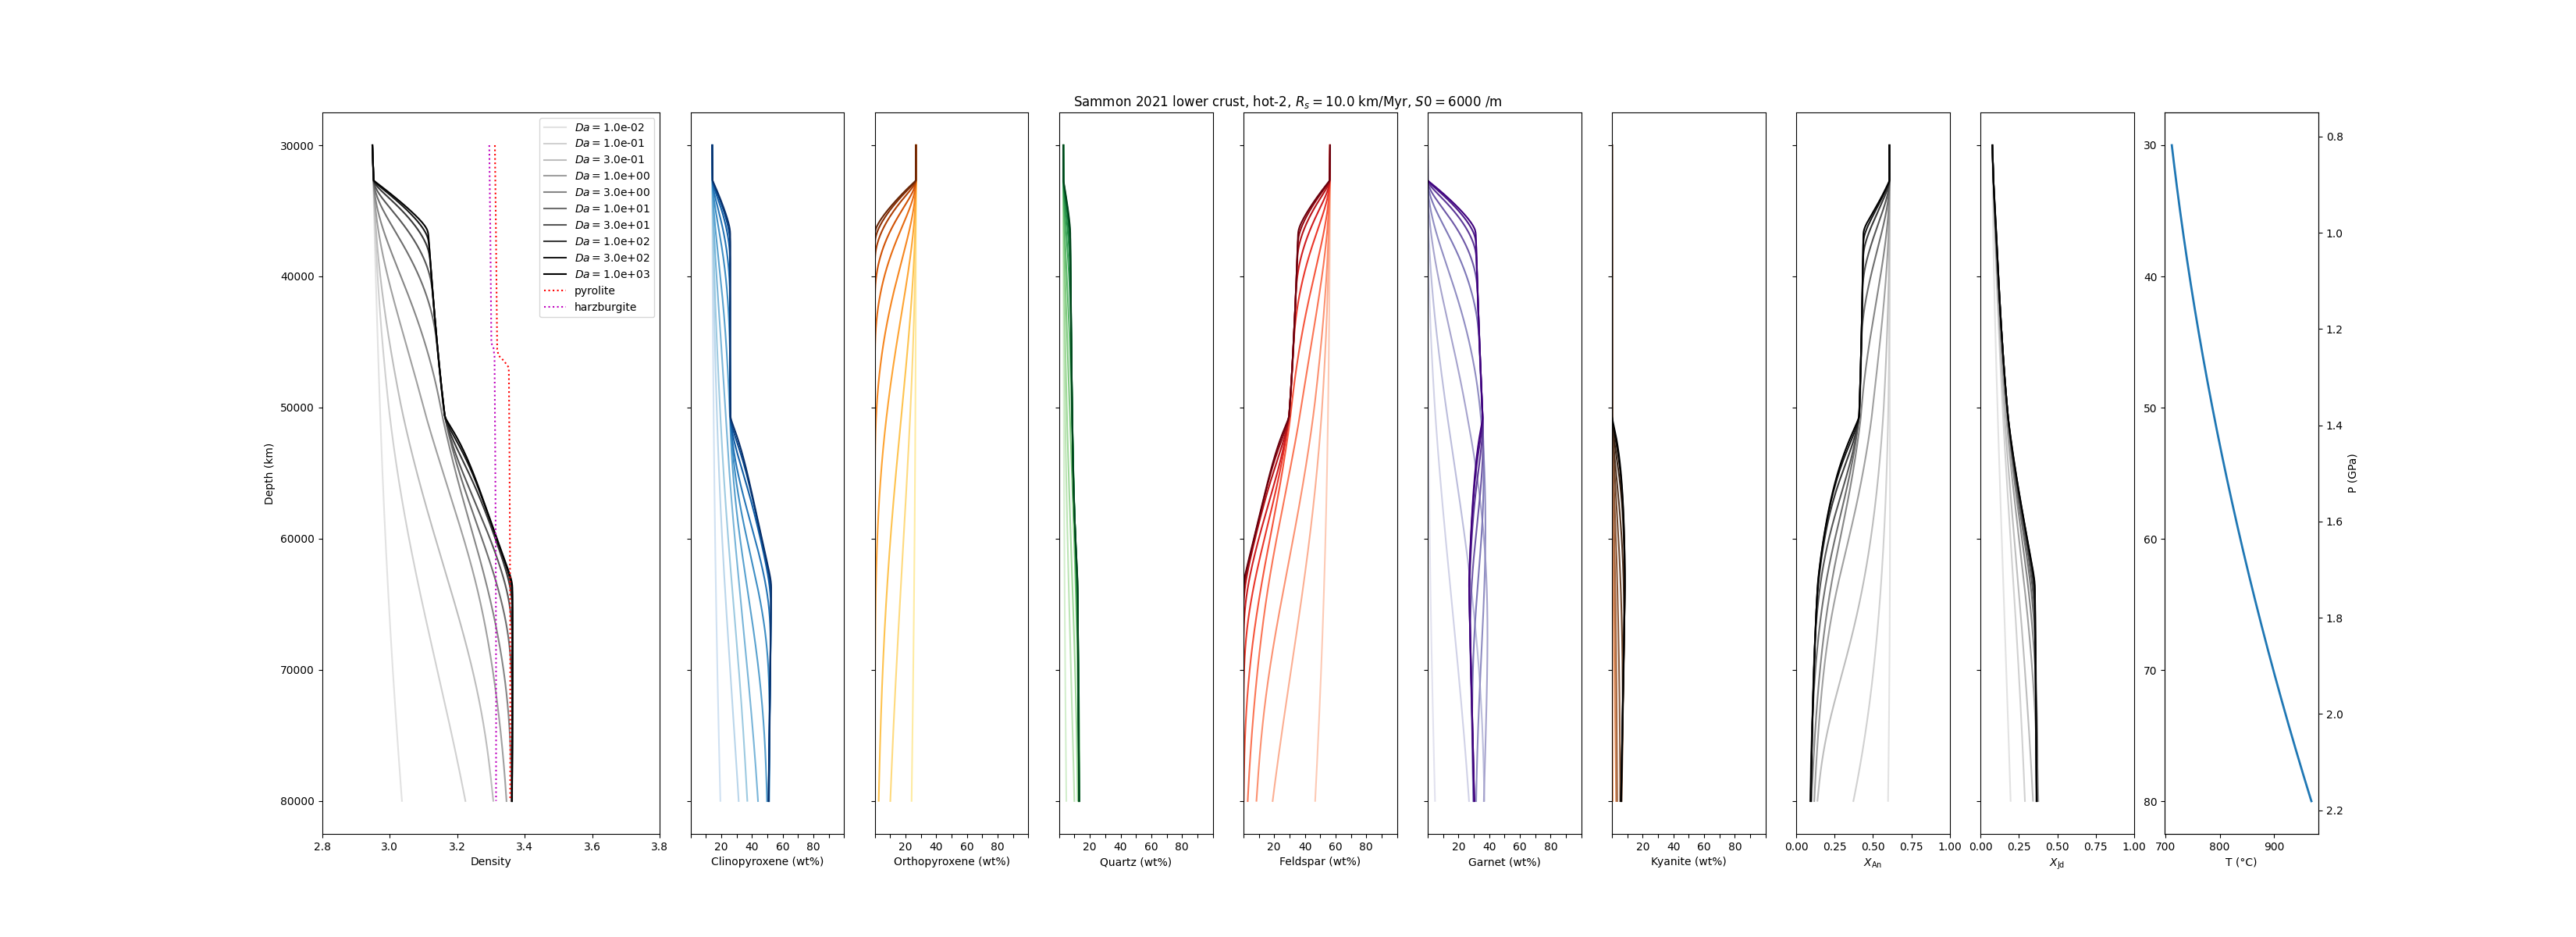 Sammon 2021 lower crust, hot-2, R_s = 10.0 km/Myr, S0 = 6000 /m
Da = 1.0e-02
Da = 1.0e-01
Da = 3.0e-01
Da = 1.0e+00
Da = 3.0e+00
Da = 1.0e+01
Da = 3.0e+01
Da = 1.0e+02
Da = 3.0e+02
Da = 1.0e+03
pyrolite
harzburgite
Depth (km)
30000
40000
50000
60000
70000
80000
2.8 3.0 3.2 3.4 3.6 3.8
Density
20 40 60 80
Clinopyroxene (wt%)
20 40 60 80
Orthopyroxene (wt%)
20 40 60 80
Quartz (wt%)
20 40 60 80
Feldspar (wt%)
20 40 60 80
Garnet (wt%)
20 40 60 80
Kyanite (wt%)
0.00 0.25 0.50 0.75 1.00
X_An
0.00 0.25 0.50 0.75 1.00
X_Jd
30
40
50
60
70
80
700 800 900
T (°C)
0.8
1.0
1.2
1.4
1.6
1.8
2.0
2.2
P (GPa)